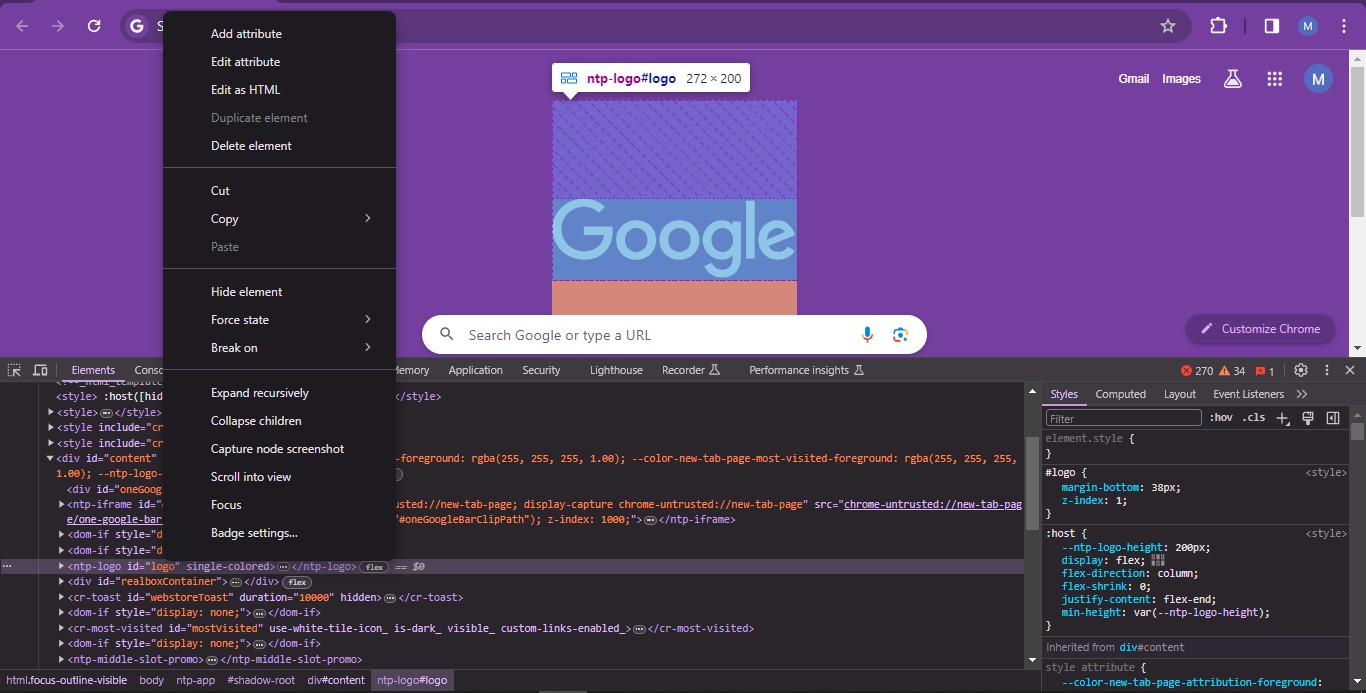 G S
M
Gmail Images M
ntp-logo#logo 272 × 200
Google
Search Google or type a URL
Customize Chrome
Add attribute
Edit attribute
Edit as HTML
Duplicate element
Delete element
Cut
Copy
Paste
Hide element
Force state
Break on
Expand recursively
Collapse children
Capture node screenshot
Scroll into view
Focus
Badge settings...
Elements Consc Memory Application Security Lighthouse Recorder Performance insights 270 34 1
<style> :host([hid </style>
<style>…</style>
<style include="cr
<style include="cr
<div id="content" -foreground: rgba(255, 255, 255, 1.00); --color-new-tab-page-most-visited-foreground: rgba(255, 255, 255,
1.00); --ntp-logo-
<div id="oneGoog
<ntp-iframe id=" usted://new-tab-page; display-capture chrome-untrusted://new-tab-page" src="chrome-untrusted://new-tab-pag
e/one-google-bar "#oneGoogleBarClipPath"); z-index: 1000;">…</ntp-iframe>
<dom-if style="d
<dom-if style="d
… <ntp-logo id="logo" single-colored>…</ntp-logo> flex == $0
<div id="realboxContainer">…</div> flex
<cr-toast id="webstoreToast" duration="10000" hidden>…</cr-toast>
<dom-if style="display: none;">…</dom-if>
<cr-most-visited id="mostVisited" use-white-tile-icon_ is-dark_ visible_ custom-links-enabled_>…</cr-most-visited>
<dom-if style="display: none;">…</dom-if>
<ntp-middle-slot-promo>…</ntp-middle-slot-promo>
html.focus-outline-visible body ntp-app #shadow-root div#content ntp-logo#logo
Styles Computed Layout Event Listeners
Filter :hov .cls
element.style {
}
#logo { <style>
margin-bottom: 38px;
z-index: 1;
}
:host { <style>
--ntp-logo-height: 200px;
display: flex;
flex-direction: column;
flex-shrink: 0;
justify-content: flex-end;
min-height: var(--ntp-logo-height);
}
Inherited from div#content
style attribute {
--color-new-tab-page-attribution-foreground: